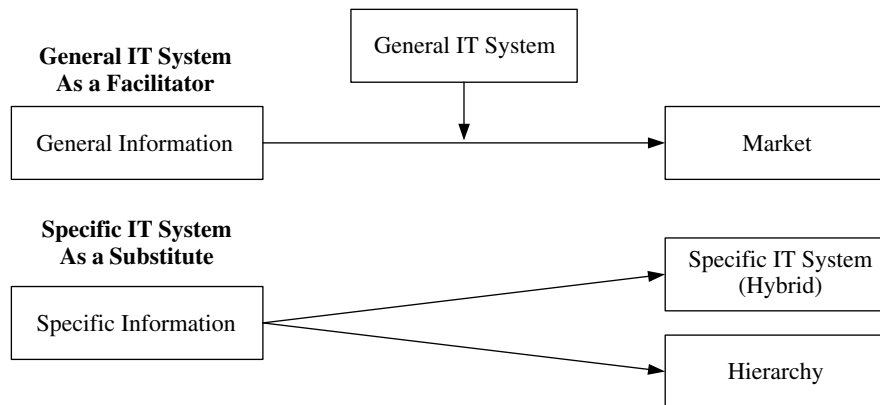 General IT System
As a Facilitator
General IT System
General Information
Market
Specific IT System
As a Substitute
Specific Information
Specific IT System
(Hybrid)
Hierarchy